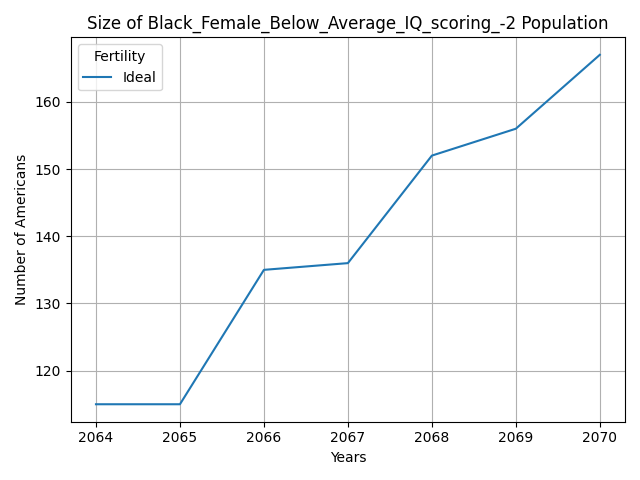 Size of Black_Female_Below_Average_IQ_scoring_-2 Population
Fertility
Ideal
Number of Americans
160
150
140
130
120
2064 2065 2066 2067 2068 2069 2070
Years